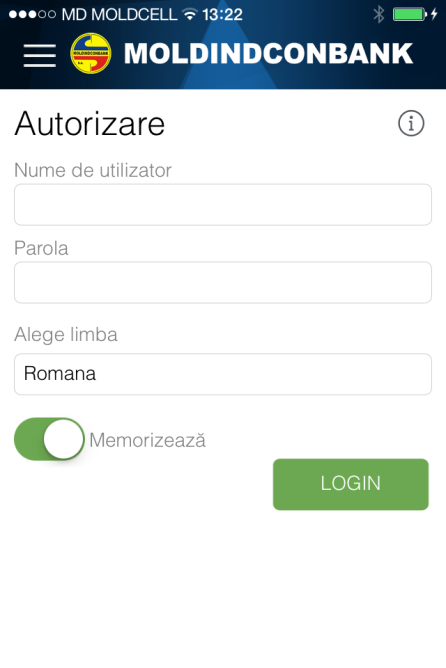 MD MOLDCELL 13:22
MOLDINDCONBANK
Autorizare
Nume de utilizator
Parola
Alege limba
Romana
Memorizează
LOGIN